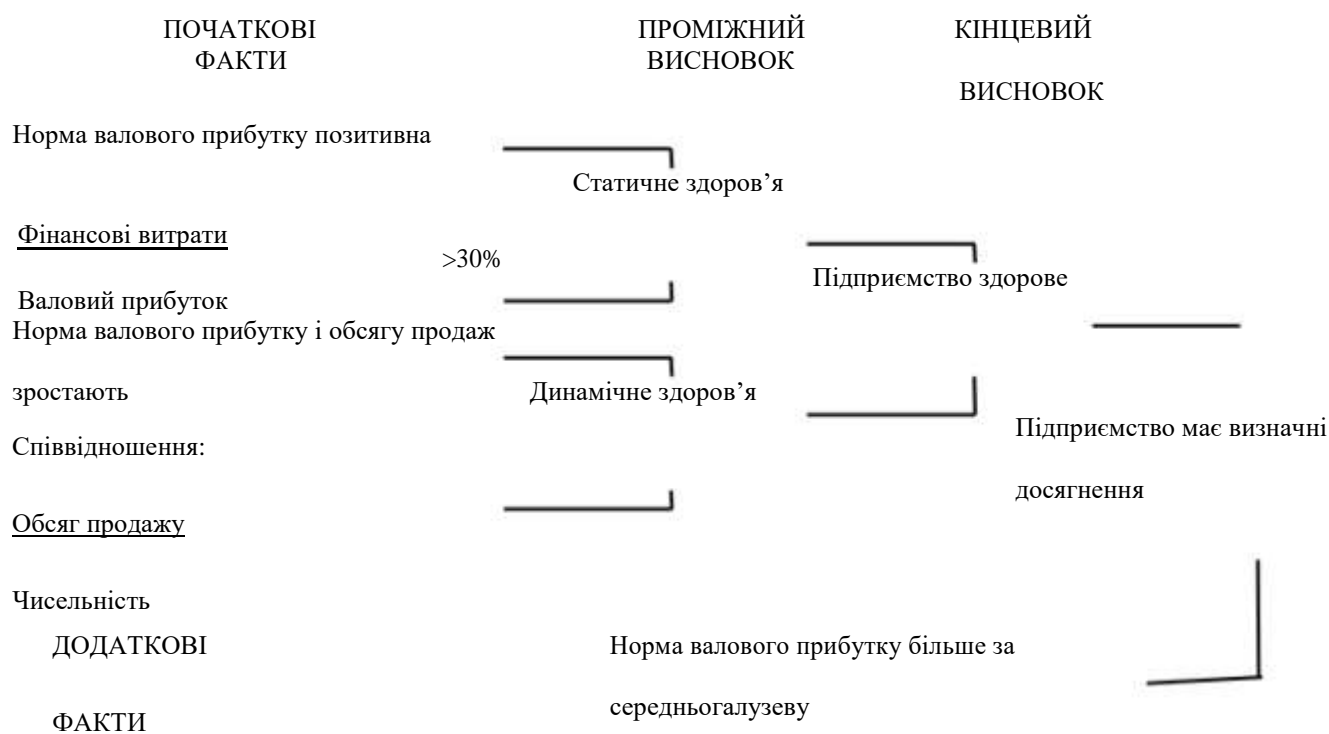 ПОЧАТКОВІ
ФАКТИ
ПРОМІЖНИЙ
ВИСНОВОК
КІНЦЕВИЙ
ВИСНОВОК
Норма валового прибутку позитивна
Статичне здоров’я
Фінансові витрати
>30%
Валовий прибуток
Підприємство здорове
Норма валового прибутку і обсягу продаж
зростають
Динамічне здоров’я
Співвідношення:
Підприємство має визначні
досягнення
Обсяг продажу
Чисельність
ДОДАТКОВІ
ФАКТИ
Норма валового прибутку більше за
середньогалузеву